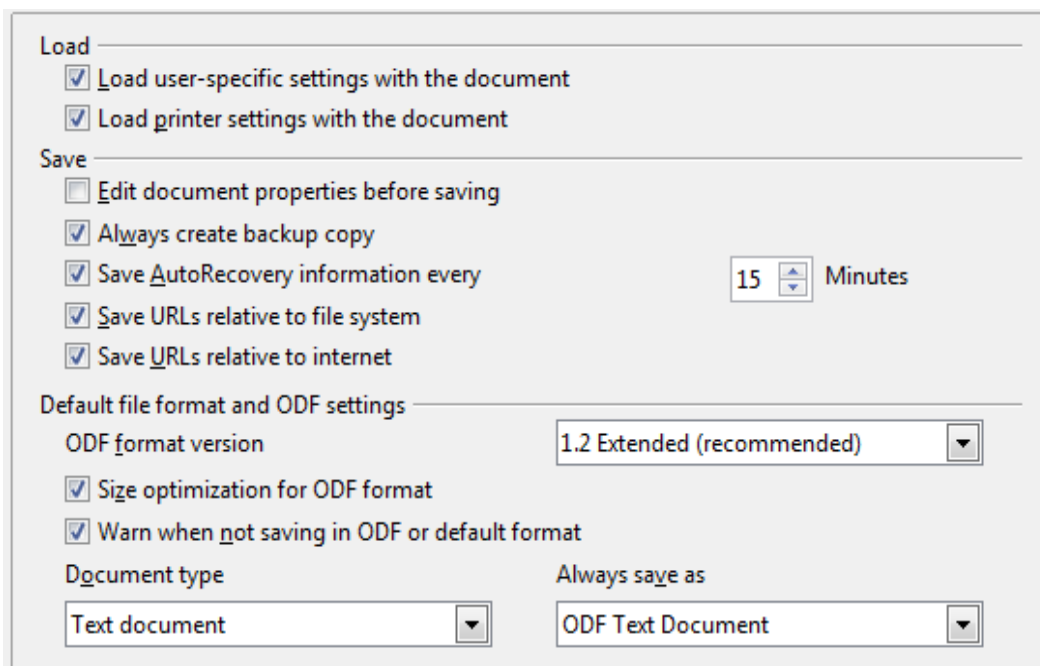 Load
Load user-specific settings with the document
Load printer settings with the document
Save
Edit document properties before saving
Always create backup copy
Save AutoRecovery information every 15 Minutes
Save URLs relative to file system
Save URLs relative to internet
Default file format and ODF settings
ODF format version 1.2 Extended (recommended)
Size optimization for ODF format
Warn when not saving in ODF or default format
Document type Always save as
Text document ODF Text Document